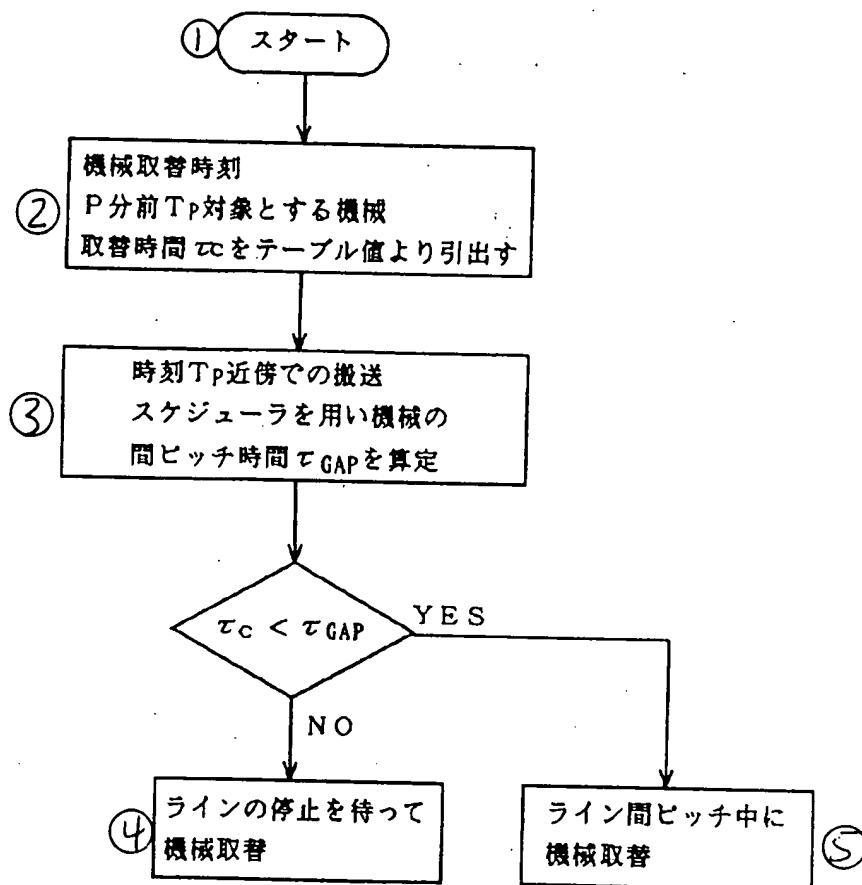 ① スタート
機械取替時刻
② P分前TP対象とする機械
取替時間τCをテーブル値より引出す
時刻TP近傍での搬送
③ スケジューラを用い機械の
間ピッチ時間τGAPを算定
τC < τGAP
YES
NO
ラインの停止を待って
④ 機械取替
ライン間ピッチ中に
機械取替 ⑤